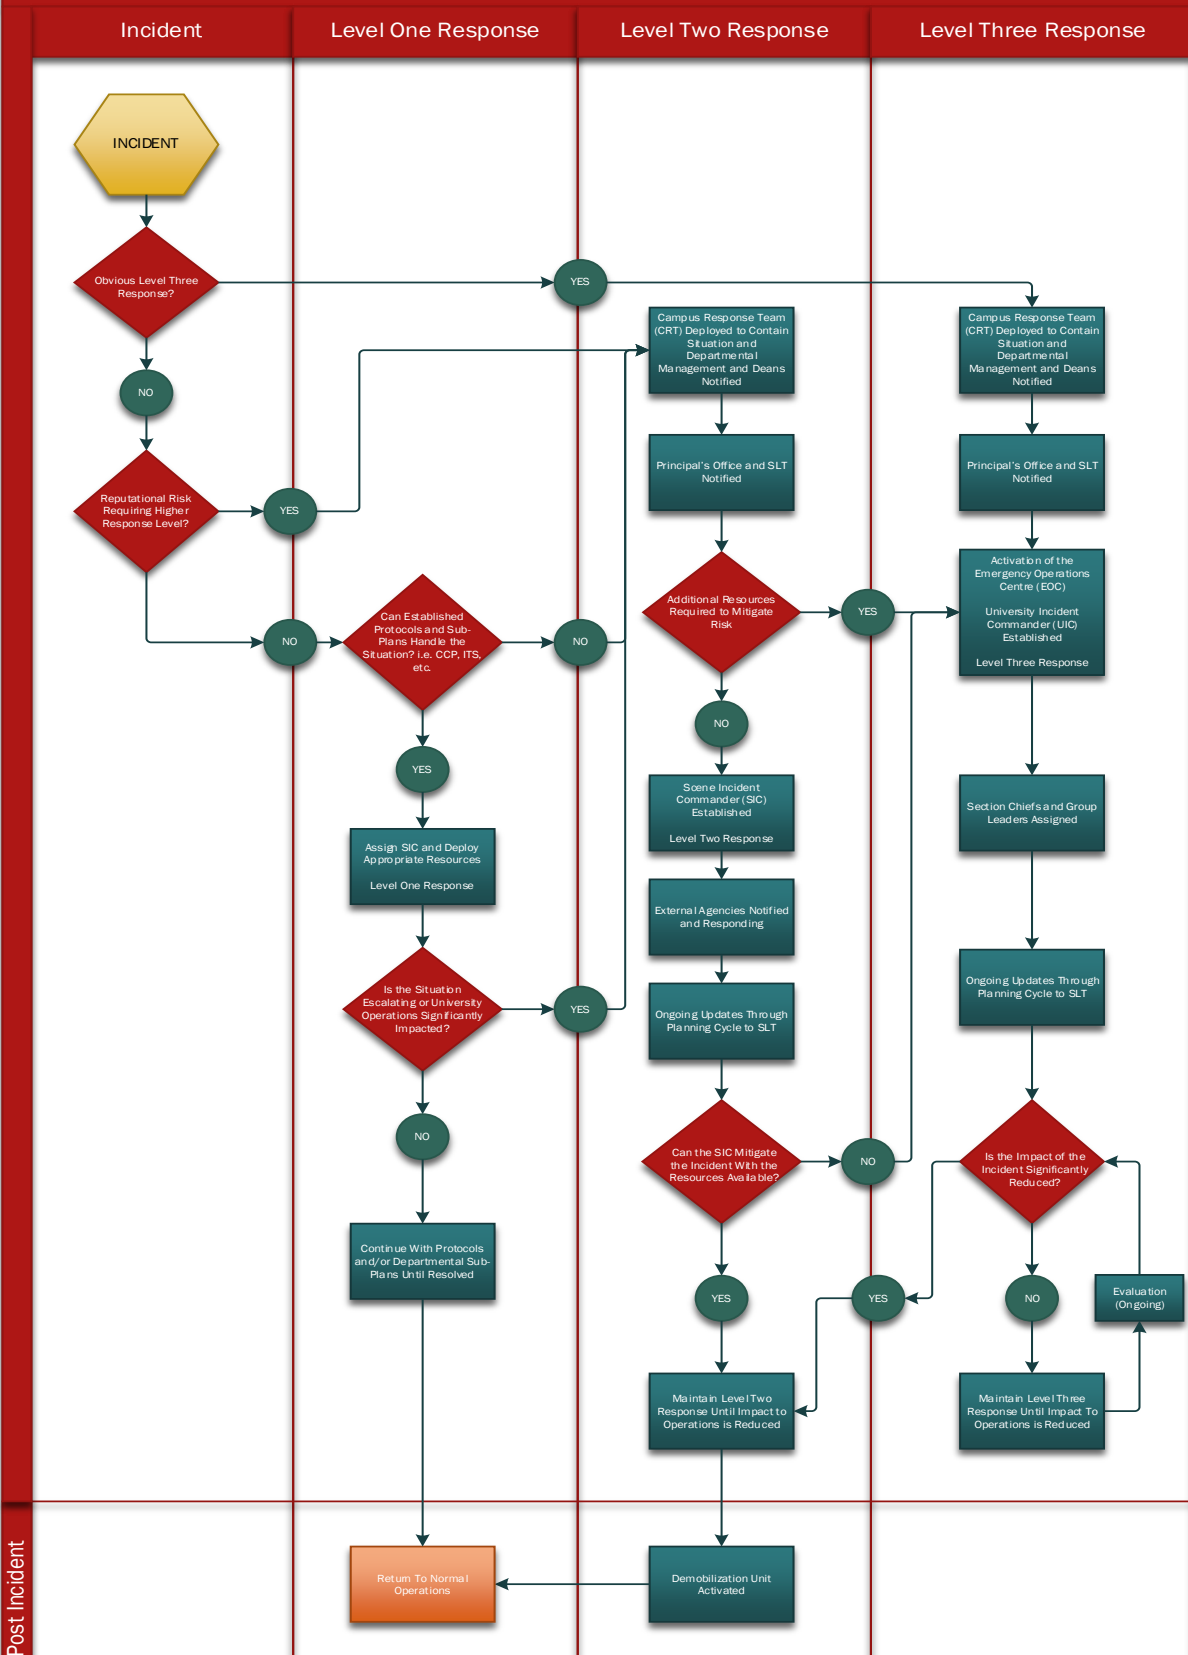 Incident
Level One Response
Level Two Response
Level Three Response
INCIDENT
Obvious Level Three
Response?
YES
NO
Reputational Risk
Requiring Higher
Response Level?
YES
NO
Can Established
Protocols and Sub-
Plans Handle the
Situation? i.e. CCP, ITS,
etc.
NO
YES
Assign SIC and Deploy
Appropriate Resources
Level One Response
Is the Situation
Escalating or University
Operations Significantly
Impacted?
YES
NO
Continue With Protocols
and/or Departmental Sub-
Plans Until Resolved
Campus Response Team
(CRT) Deployed to Contain
Situation and
Departmental
Management and Deans
Notified
Principal's Office and SLT
Notified
Additional Resources
Required to Mitigate
Risk
YES
NO
Scene Incident
Commander (SIC)
Established
Level Two Response
External Agencies Notified
and Responding
Ongoing Updates Through
Planning Cycle to SLT
Can the SIC Mitigate
the Incident With the
Resources Available?
NO
YES
Maintain Level Two
Response Until Impact to
Operations is Reduced
Campus Response Team
(CRT) Deployed to Contain
Situation and
Departmental
Management and Deans
Notified
Principal's Office and SLT
Notified
Activation of the
Emergency Operations
Centre (EOC)
University Incident
Commander (UIC)
Established
Level Three Response
Section Chiefs and Group
Leaders Assigned
Ongoing Updates Through
Planning Cycle to SLT
Is the Impact of the
Incident Significantly
Reduced?
YES
NO
Evaluation
(Ongoing)
Maintain Level Three
Response Until Impact To
Operations is Reduced
Post Incident
Return To Normal
Operations
Demobilization Unit
Activated